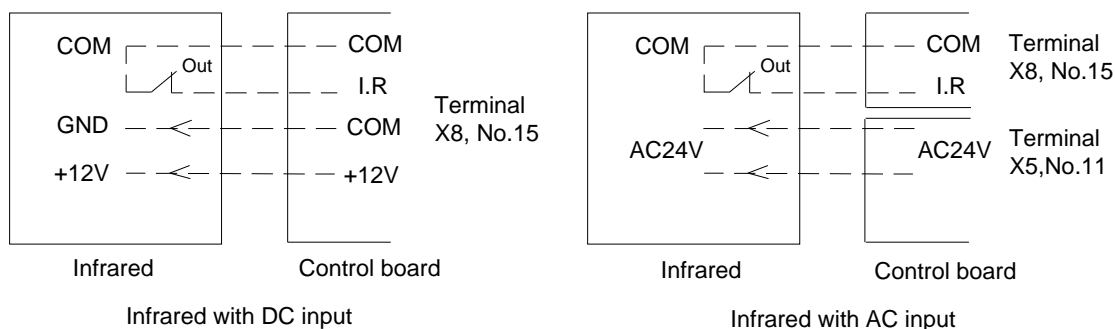 COM
COM
Out
I.R
GND
COM
+12V
+12V
Terminal
X8, No.15
Infrared
Control board
Infrared with DC input
COM
COM
Out
I.R
Terminal
X8, No.15
AC24V
AC24V
Terminal
X5,No.11
Infrared
Control board
Infrared with AC input